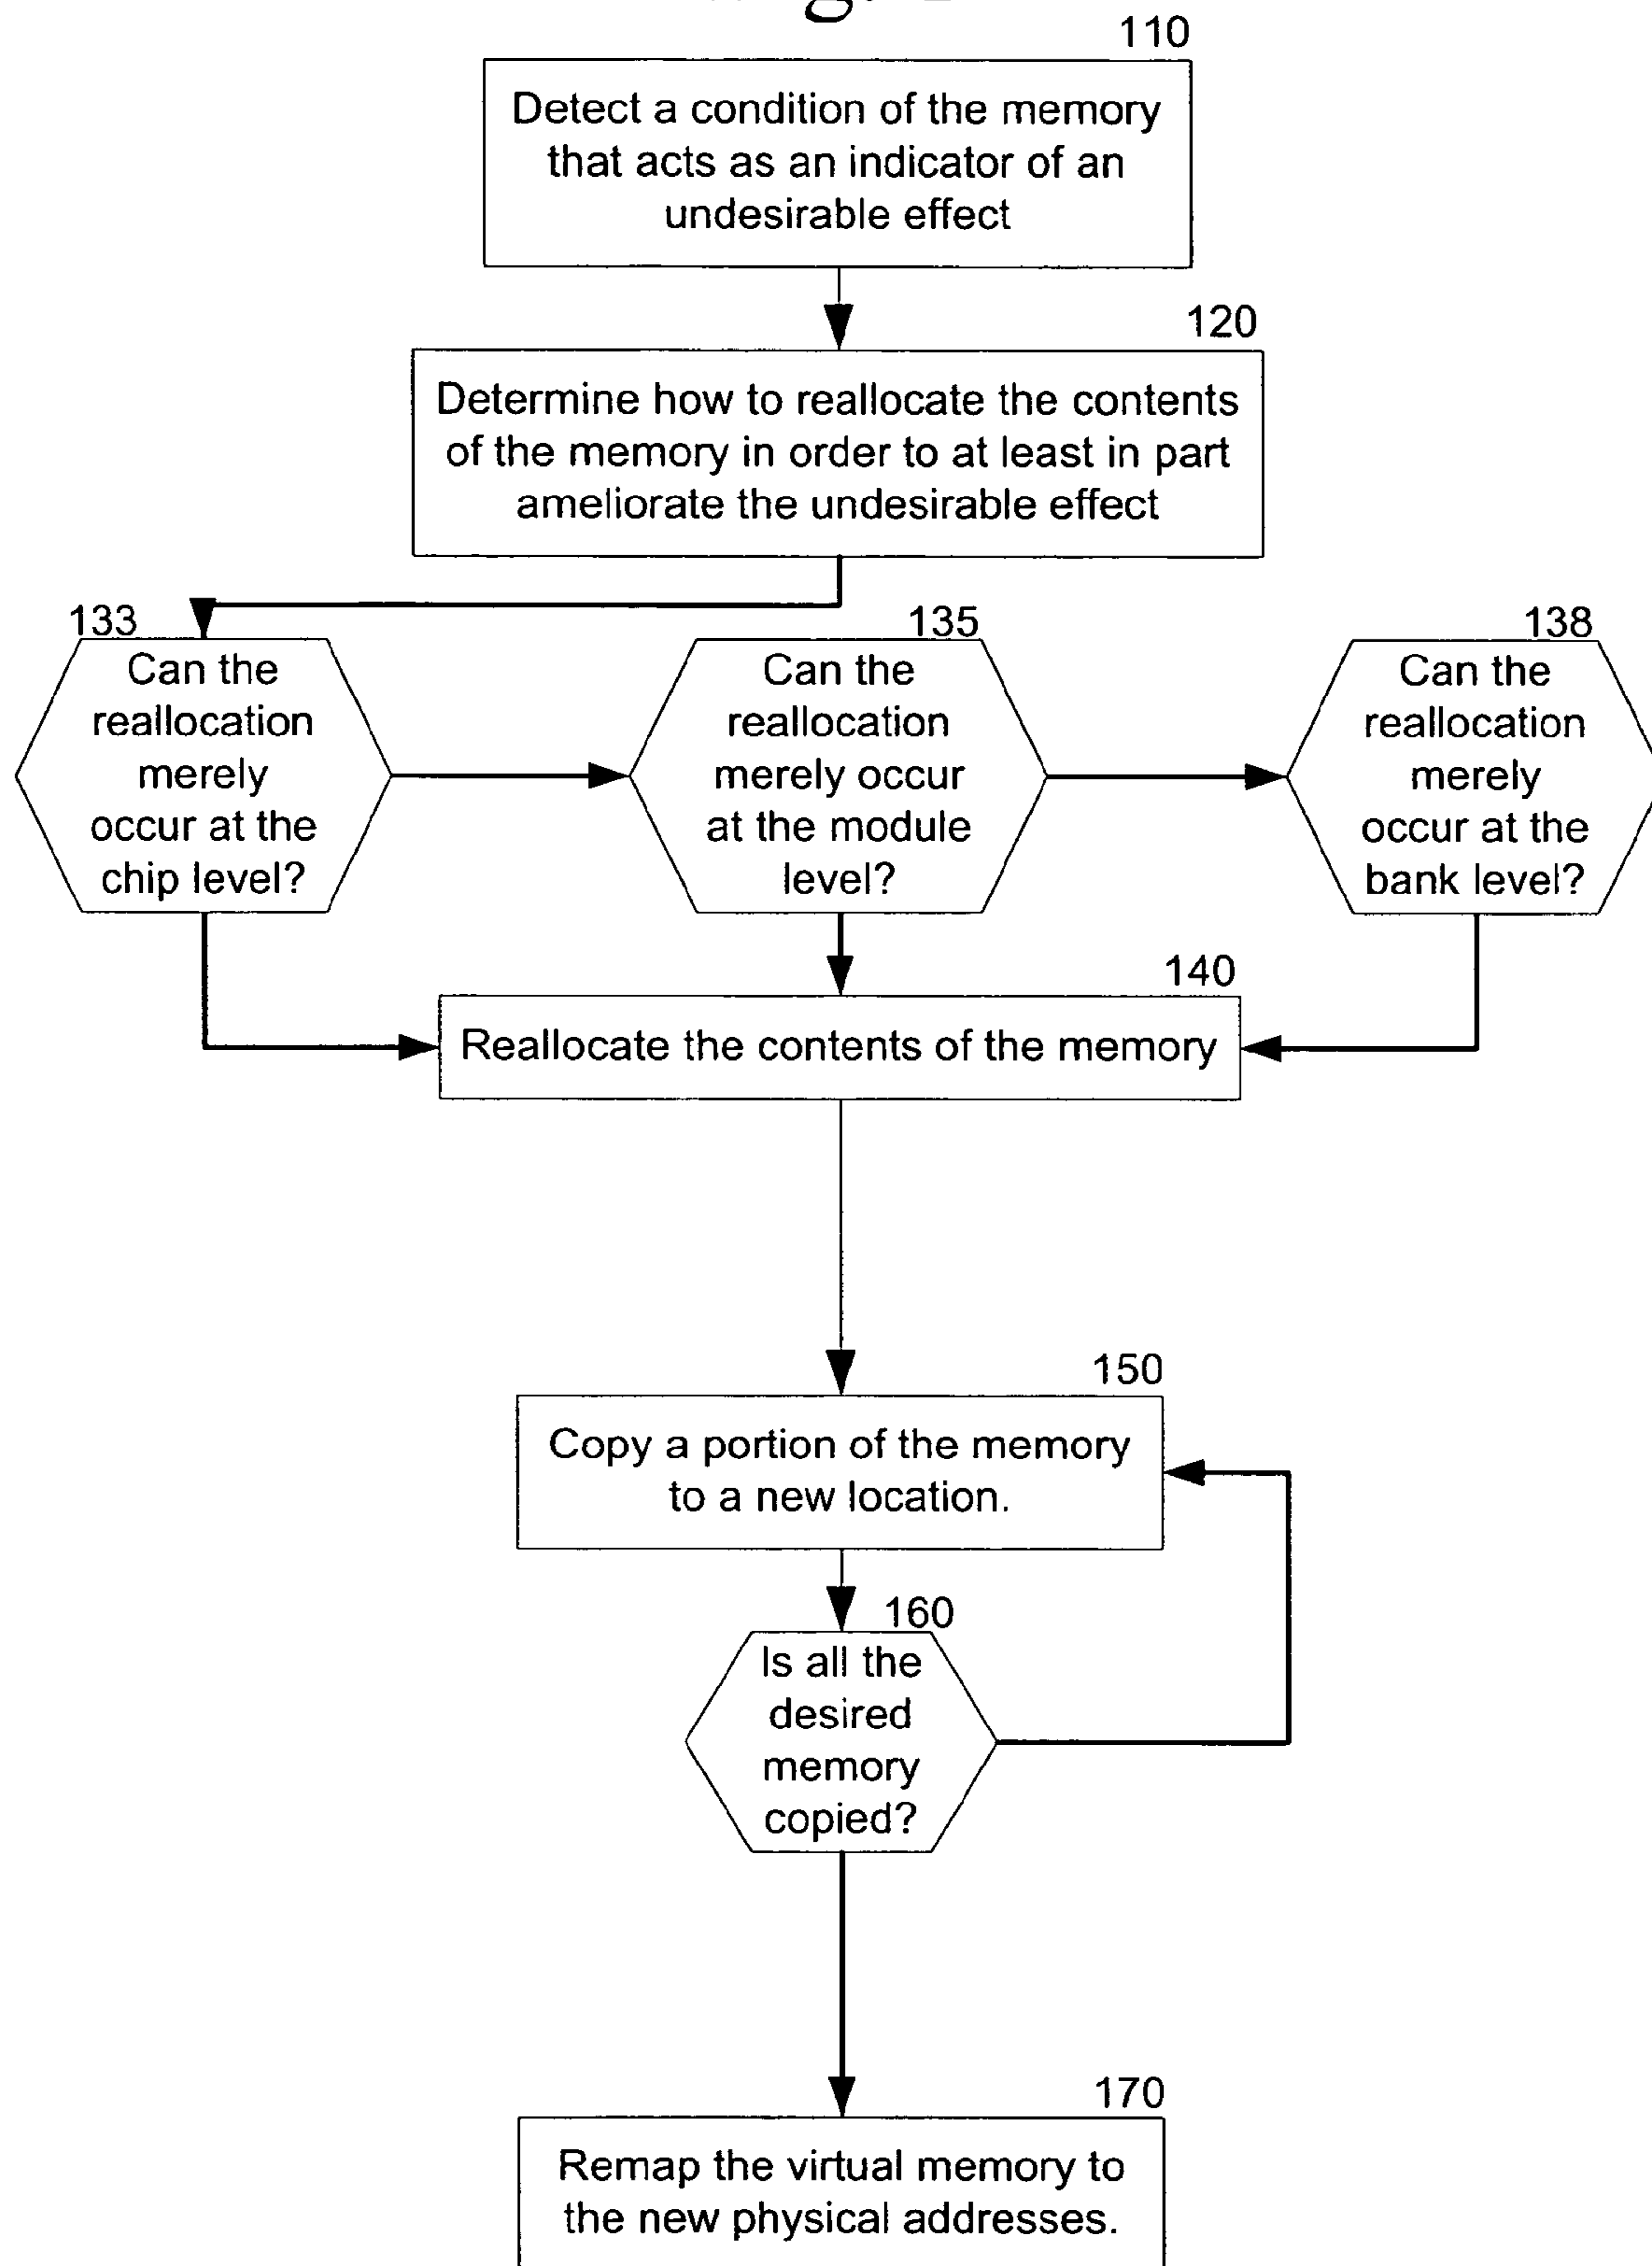 110
Detect a condition of the memory
that acts as an indicator of an
undesirable effect
120
Determine how to reallocate the contents
of the memory in order to at least in part
ameliorate the undesirable effect
133
Can the
reallocation
merely
occur at the
chip level?
135
Can the
reallocation
merely occur
at the module
level?
138
Can the
reallocation
merely
occur at the
bank level?
140
Reallocate the contents of the memory
150
Copy a portion of the memory
to a new location.
160
Is all the
desired
memory
copied?
170
Remap the virtual memory to
the new physical addresses.